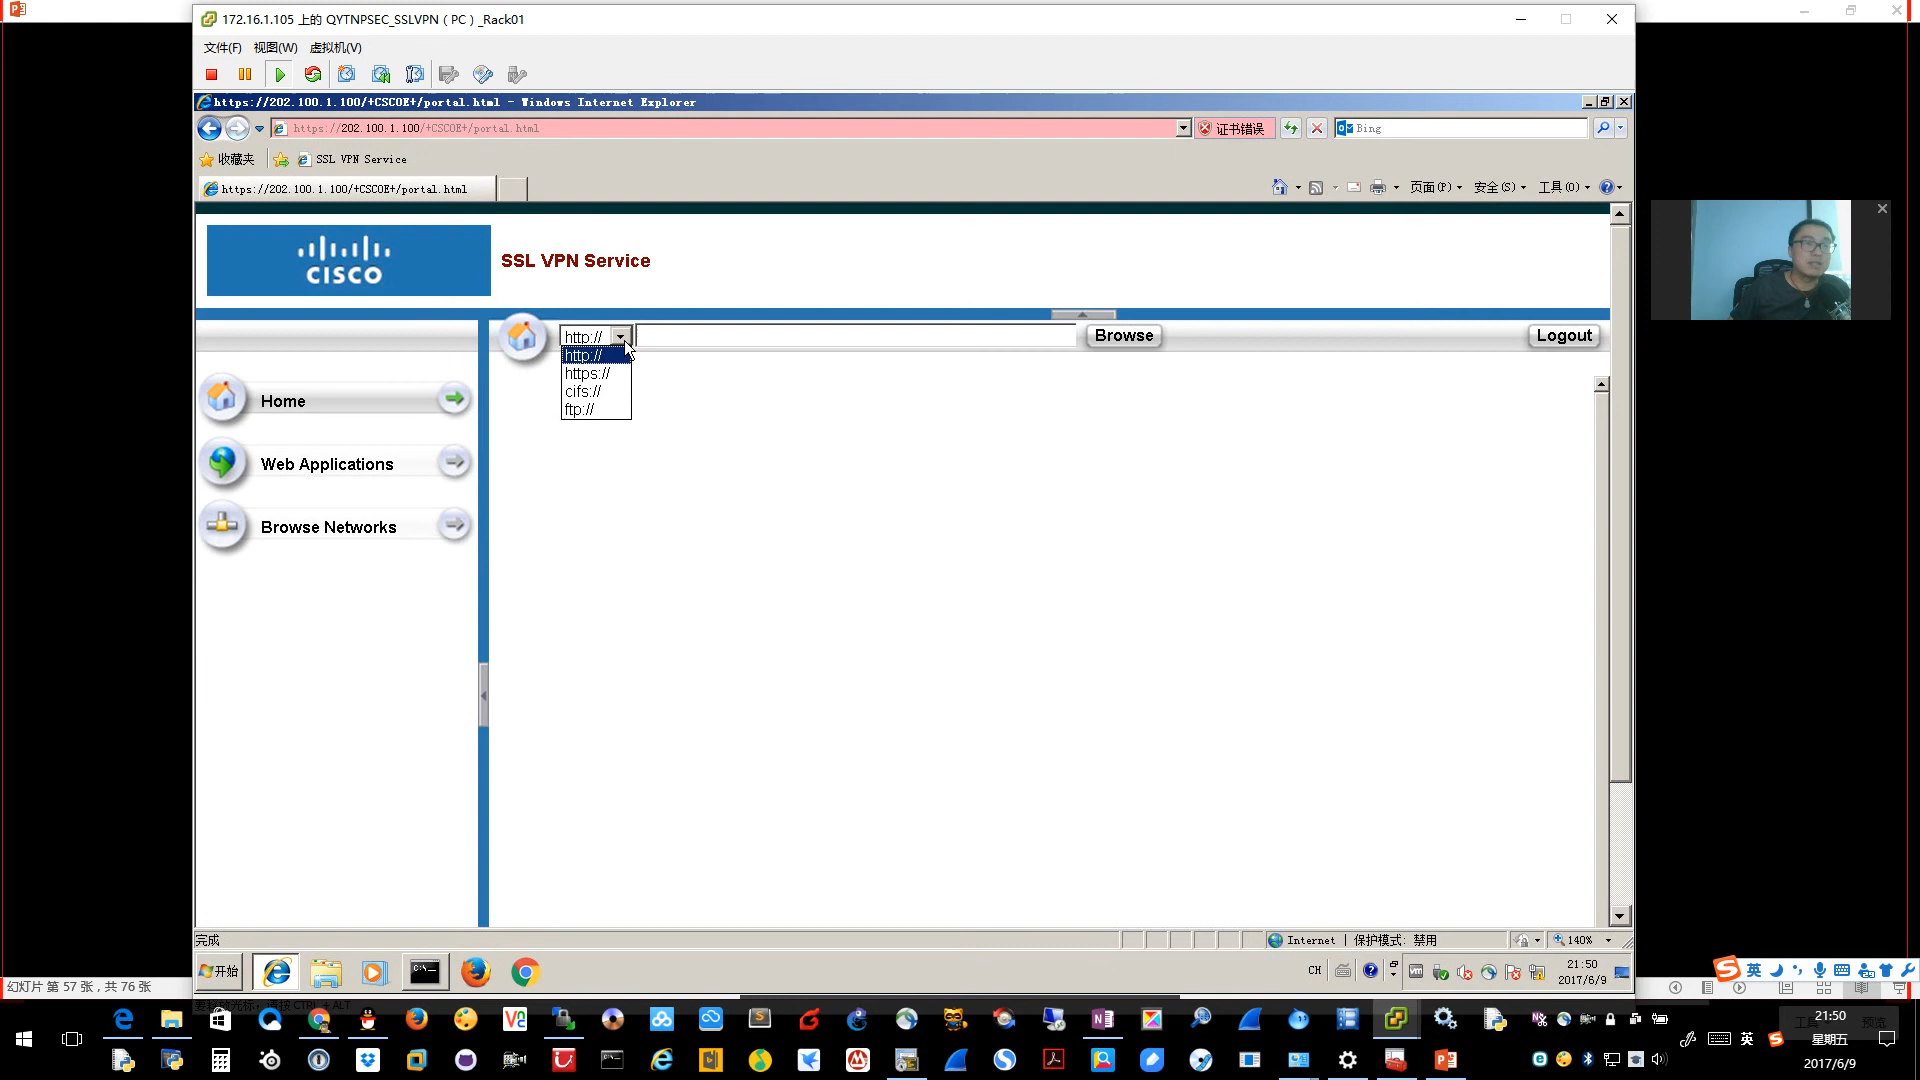 172.16.1.105 上的 QYTNPSEC_SSLVPN ( PC ) _Rack01
文件(F) 视图(W) 虚拟机(V)
https://202.100.1.100/+CSCOE+/portal.html - Windows Internet Explorer
https://202.100.1.100/+CSCOE+/portal.html
证书错误
Bing
收藏夹
SSL VPN Service
https://202.100.1.100/+CSCOE+/portal.html
页面(P) 安全(S) 工具(O)
CISCO
SSL VPN Service
http://
Browse
Logout
http://
https://
cifs://
ftp://
Home
Web Applications
Browse Networks
完成
Internet | 保护模式: 禁用
140%
开始
CH
21:50
2017/6/9
英
幻灯片 第 57 张 , 共 76 张
21:50
星期五
2017/6/9
英